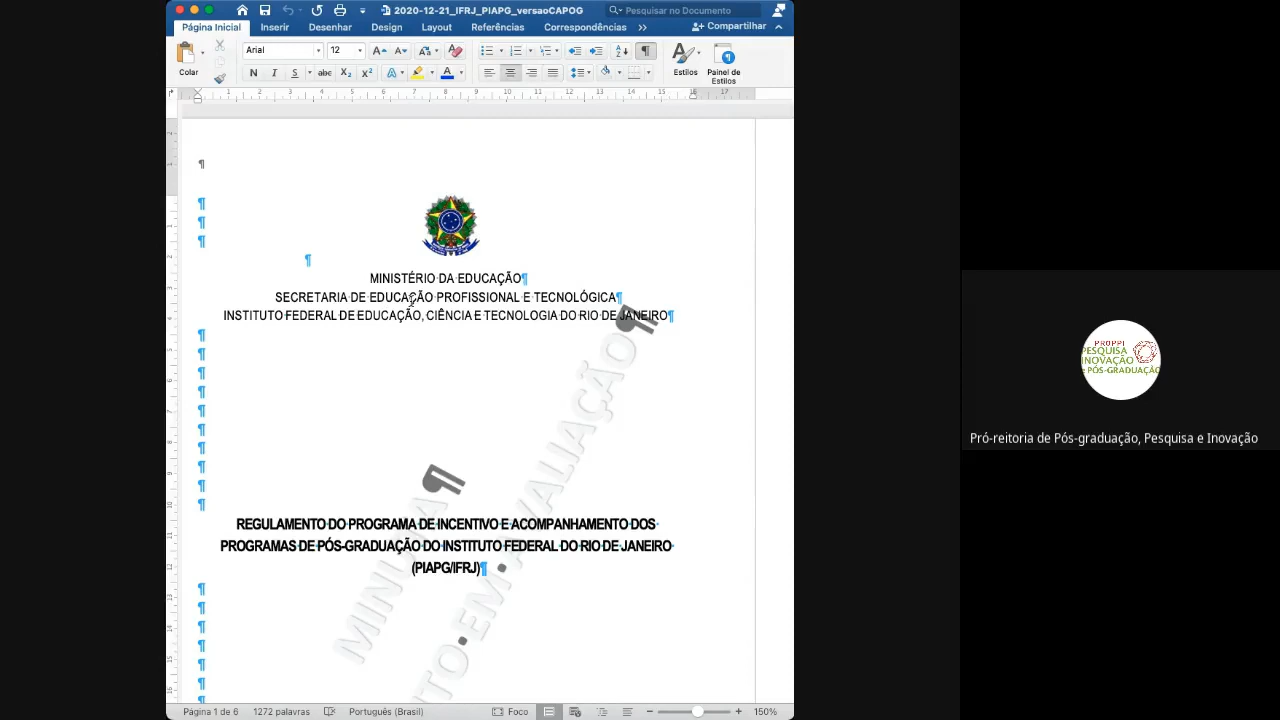 2020-12-21_IFRJ_PIAPG_versaoCAPOG
Pesquisar no Documento
Página Inicial
Inserir
Desenhar
Design
Layout
Referências
Correspondências
Compartilhar
Colar
Arial
12
Estilos
Painel de
Estilos
MINISTÉRIO DA EDUCAÇÃO
SECRETARIA DE EDUCAÇÃO PROFISSIONAL E TECNOLÓGICA
INSTITUTO FEDERAL DE EDUCAÇÃO, CIÊNCIA E TECNOLOGIA DO RIO DE JANEIRO
REGULAMENTO DO PROGRAMA DE INCENTIVO E ACOMPANHAMENTO DOS
PROGRAMAS DE PÓS-GRADUAÇÃO DO INSTITUTO FEDERAL DO RIO DE JANEIRO
(PIAPG/IFRJ)
MINUTA
EM AVALIAÇÃO
Página 1 de 6
1272 palavras
Português (Brasil)
Foco
150%
PROPPI
PESQUISA
INOVAÇÃO
e PÓS-GRADUAÇÃO
Pró-reitoria de Pós-graduação, Pesquisa e Inovação